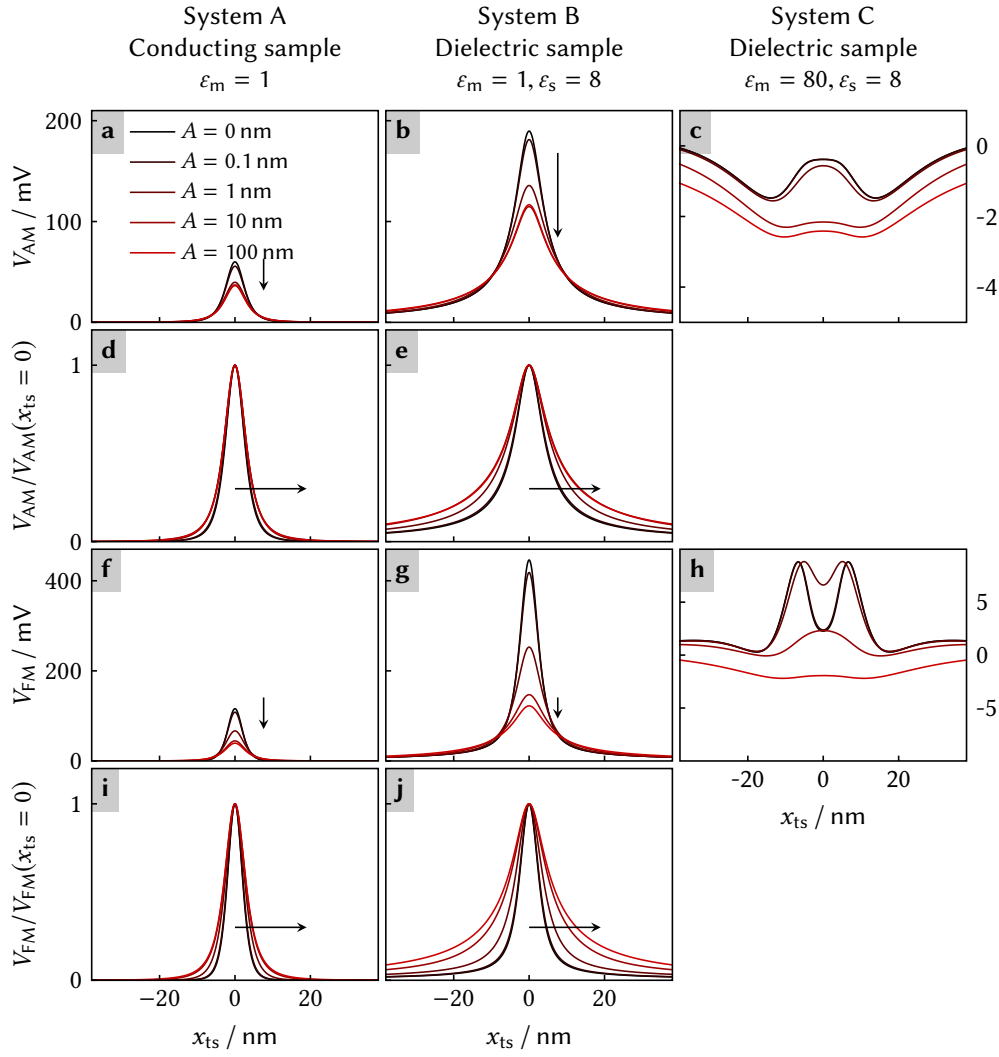 System A
Conducting sample
εm = 1
System B
Dielectric sample
εm = 1, εs = 8
System C
Dielectric sample
εm = 80, εs = 8
VAM / mV
200
100
0
a
A = 0 nm
A = 0.1 nm
A = 1 nm
A = 10 nm
A = 100 nm
b
c
0
-2
-4
VAM/VAM(xts = 0)
1
0
d
e
VFM / mV
400
200
0
f
g
h
5
0
-5
-20 0 20
xts / nm
VFM/VFM(xts = 0)
1
0
i
j
−20 0 20
−20 0 20
xts / nm
xts / nm